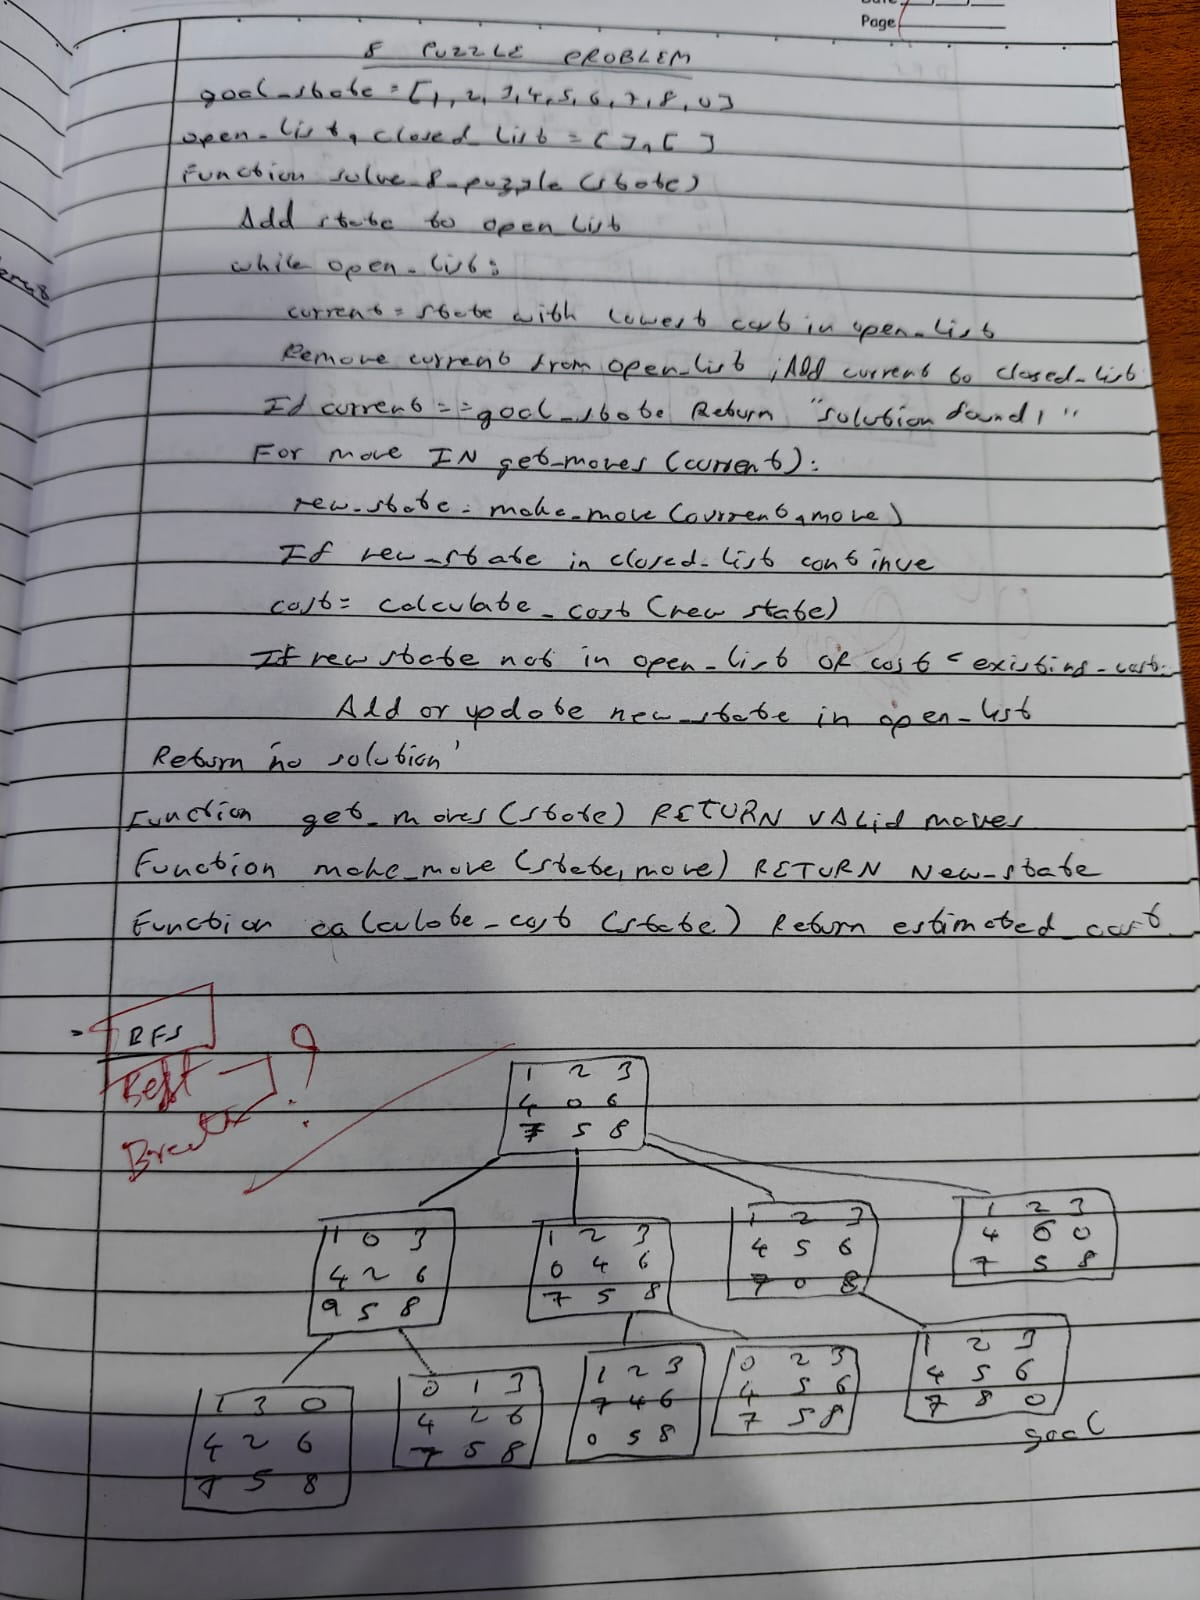 Page
8 PUZZLE PROBLEM
goal_state = [1, 2, 3, 4, 5, 6, 7, 8, 0]
open_list, closed_list = [ ], [ ]
Function solve_8_puzzle (state)
Add state to open_list
while open_list:
current = state with lowest cost in open_list
Remove current from open_list ; Add current to closed_list
If current == goal_state Return "solution found!"
For move IN get_moves (current):
new_state = make_move (current, move)
If new_state in closed_list continue
cost = calculate_cost (new state)
If new state not in open_list OR cost < existing_cost:
Add or update new_state in open_list
Return 'no solution'
Function get_moves (state) RETURN VALid moves
Function make_move (state, move) RETURN New_state
Function calculate_cost (state) Return estimated_cost
BFS
Best
Breadth ?
1 2 3
4 0 6
7 5 8
1 0 3
4 2 6
9 5 8
1 2 3
0 4 6
7 5 8
1 2 3
4 5 6
7 0 8
1 2 3
4 6 0
7 5 8
1 3 0
4 2 6
7 5 8
0 1 3
4 2 6
7 5 8
1 2 3
7 4 6
0 5 8
0 2 3
4 5 6
7 5 8
1 2 3
4 5 6
7 8 0
goal